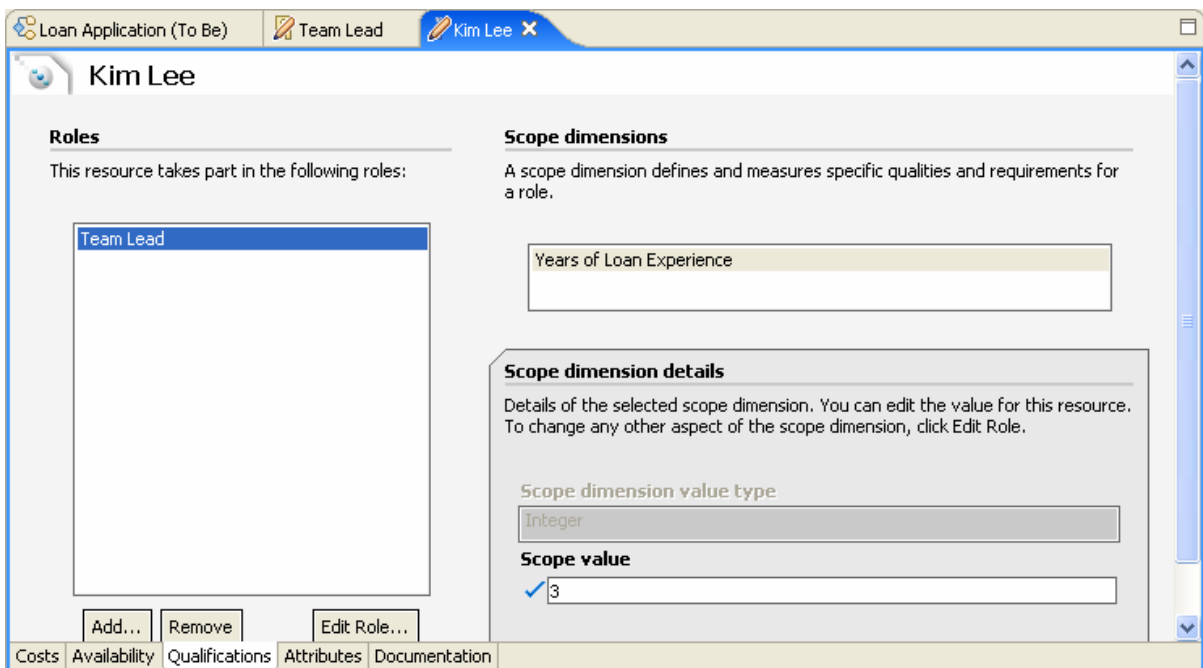 Loan Application (To Be)
Team Lead
Kim Lee
Kim Lee
Roles
This resource takes part in the following roles:
Team Lead
Add...
Remove
Edit Role...
Scope dimensions
A scope dimension defines and measures specific qualities and requirements for
a role.
Years of Loan Experience
Scope dimension details
Details of the selected scope dimension. You can edit the value for this resource.
To change any other aspect of the scope dimension, click Edit Role.
Scope dimension value type
Integer
Scope value
3
Costs
Availability
Qualifications
Attributes
Documentation